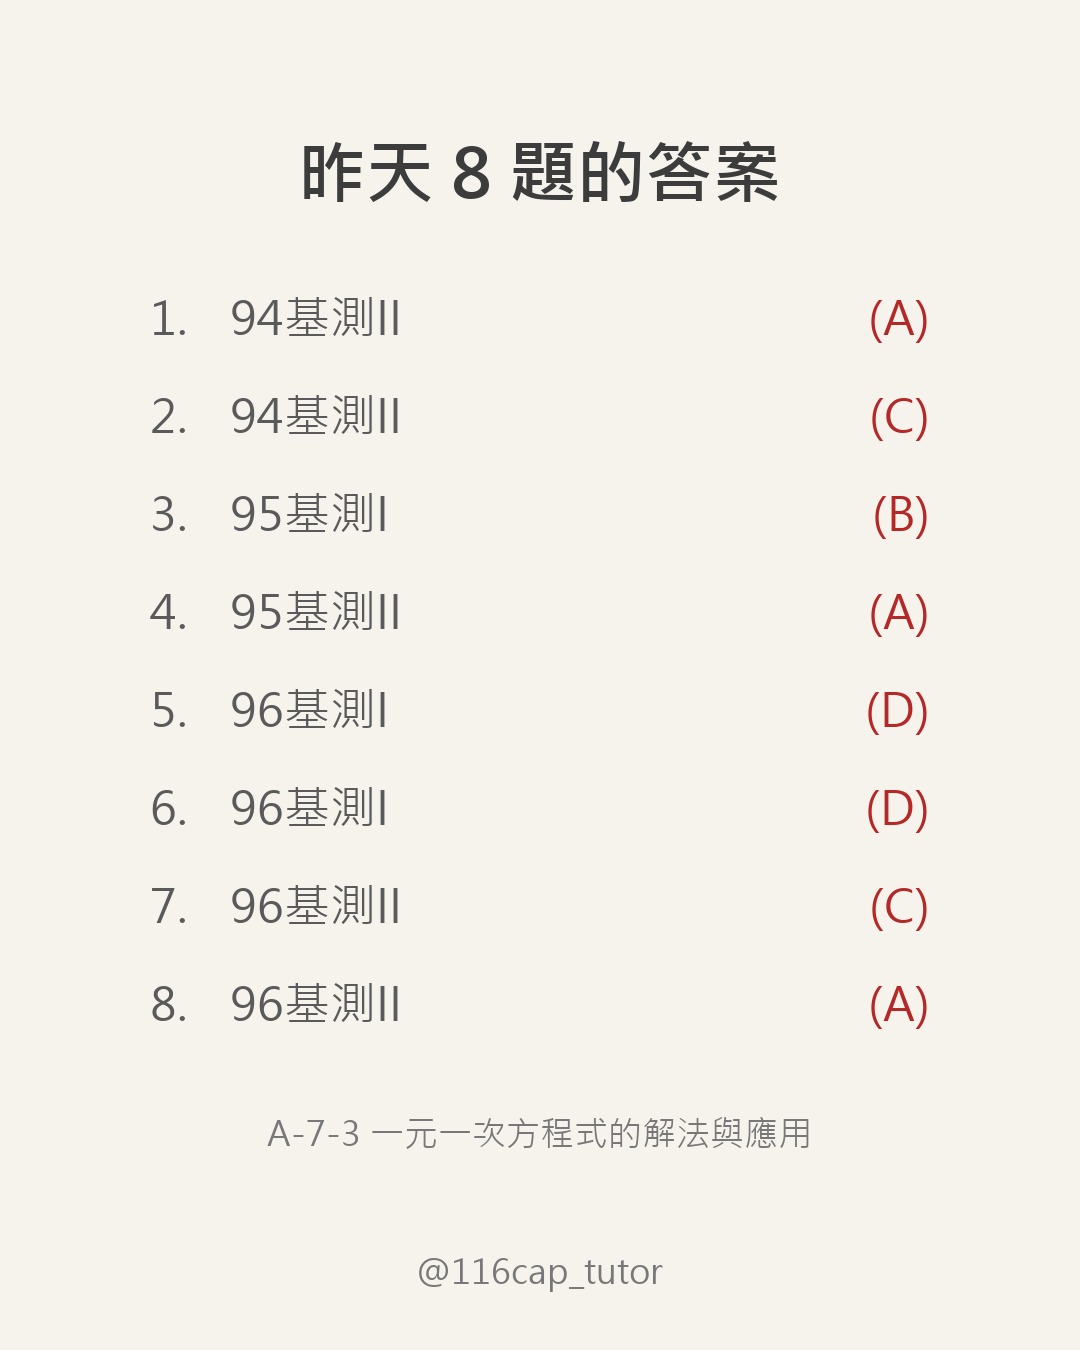 昨天 8 題的答案
1. 94基測II (A)
2. 94基測II (C)
3. 95基測I (B)
4. 95基測II (A)
5. 96基測I (D)
6. 96基測I (D)
7. 96基測II (C)
8. 96基測II (A)
A-7-3 一元一次方程式的解法與應用
@116cap_tutor